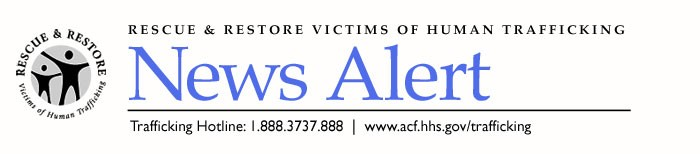 RESCUE & RESTORE VICTIMS OF HUMAN TRAFFICKING
RESCUE & RESTORE
Victims of Human Trafficking
News Alert
Trafficking Hotline: 1.888.3737.888 | www.acf.hhs.gov/trafficking